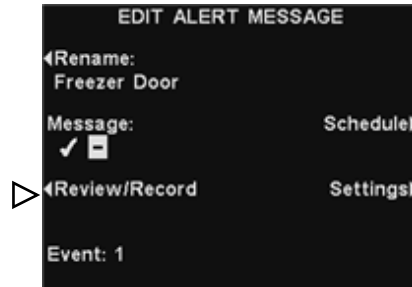 EDIT ALERT MESSAGE
Rename:
Freezer Door
Message: Schedule
✓ -
Review/Record Settings
Event: 1